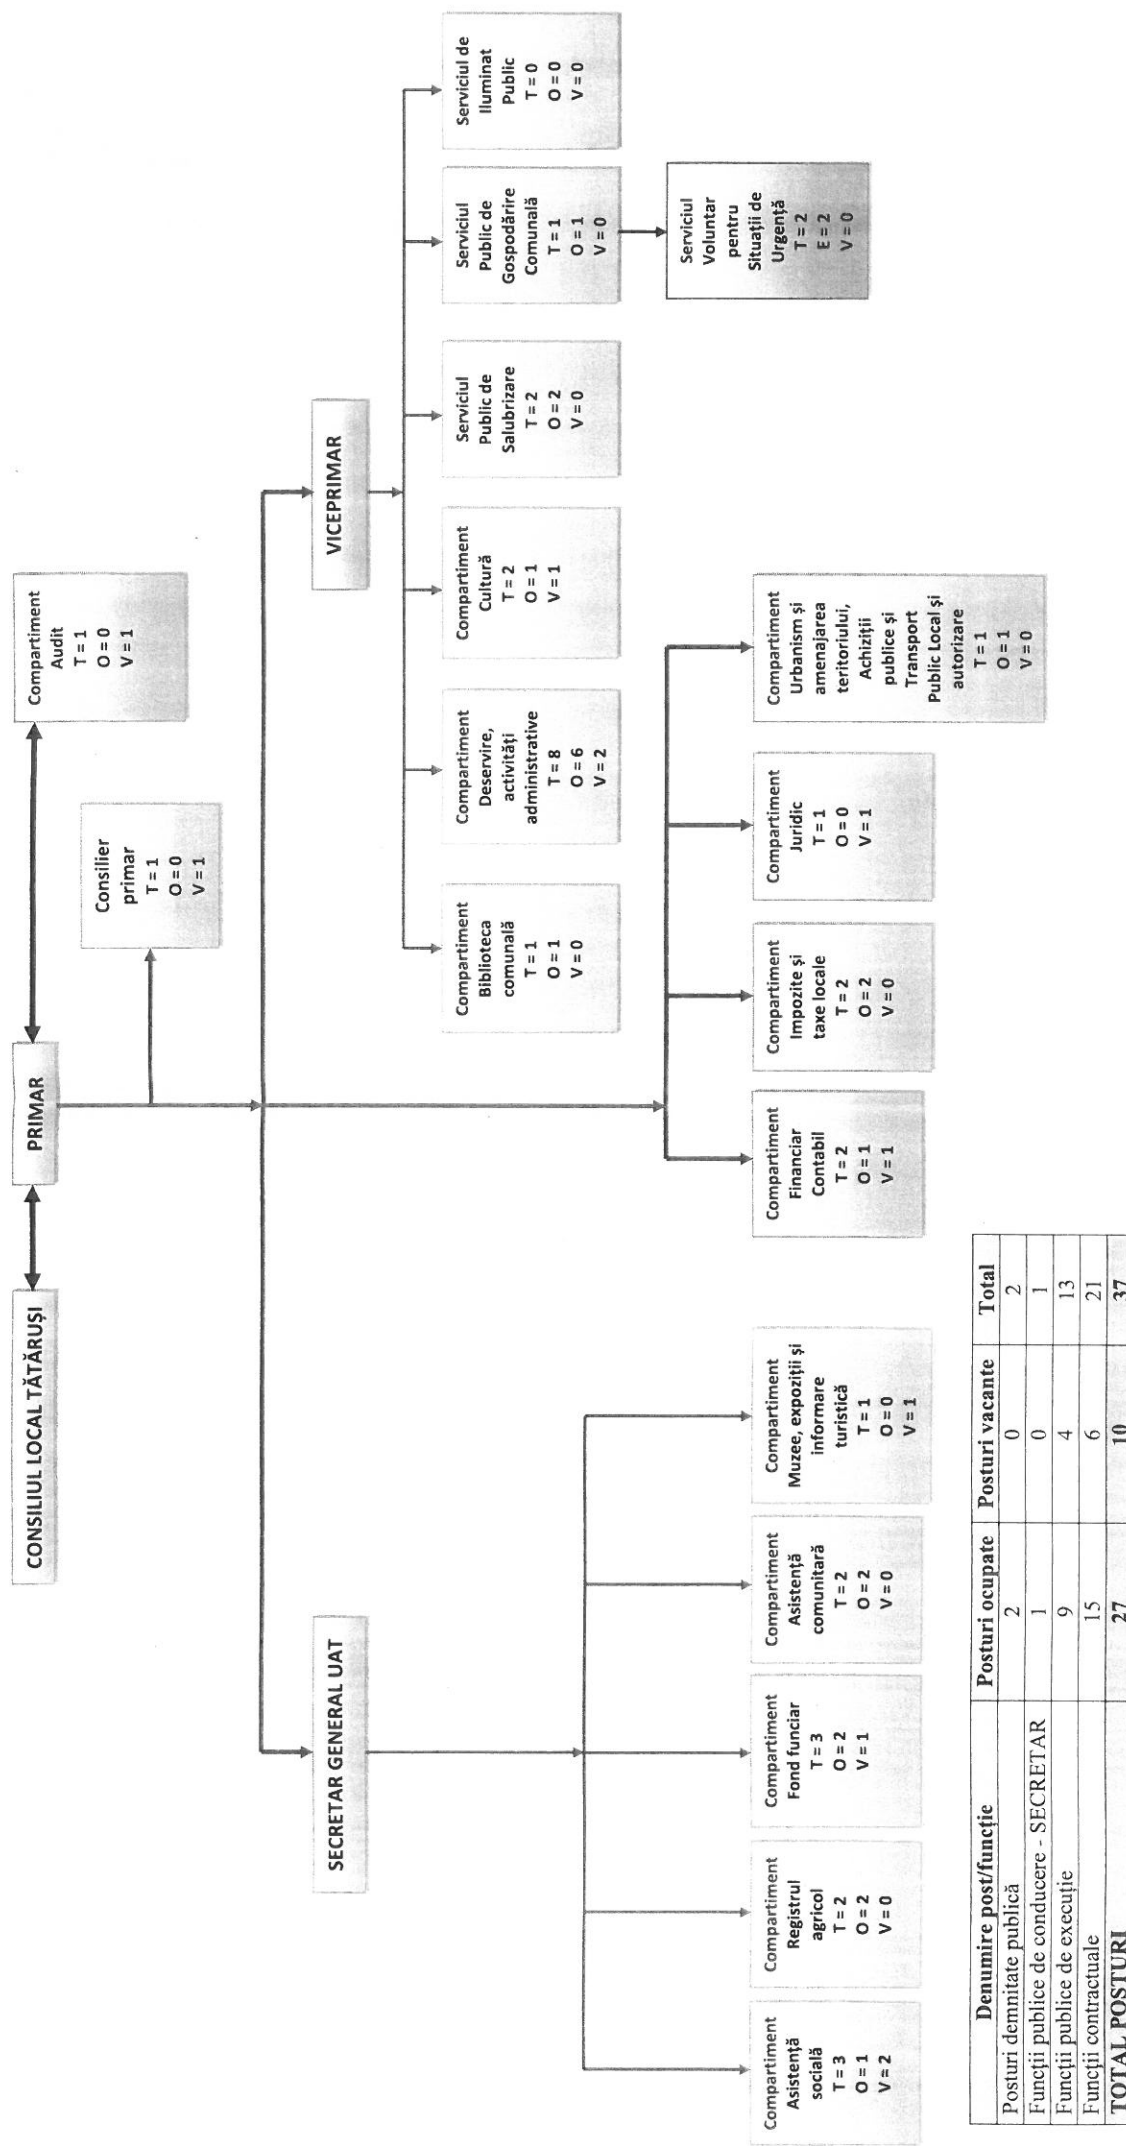 CONSILIUL LOCAL TĂTĂRUȘI
PRIMAR
Compartiment
Audit
T = 1
O = 0
V = 1
Consilier
primar
T = 1
O = 0
V = 1
SECRETAR GENERAL UAT
VICEPRIMAR
Compartiment
Biblioteca
comunală
T = 1
O = 1
V = 0
Compartiment
Deservire,
activități
administrative
T = 8
O = 6
V = 2
Compartiment
Cultură
T = 2
O = 1
V = 1
Serviciul
Public de
Salubrizare
T = 2
O = 2
V = 0
Serviciul
Public de
Gospodărire
Comunală
T = 1
O = 1
V = 0
Serviciul de
Iluminat
Public
T = 0
O = 0
V = 0
Serviciul
Voluntar
pentru
Situații de
Urgență
T = 2
E = 2
V = 0
Compartiment
Asistență
socială
T = 3
O = 1
V = 2
Compartiment
Registrul
agricol
T = 2
O = 2
V = 0
Compartiment
Fond funciar
T = 3
O = 2
V = 1
Compartiment
Asistență
comunitară
T = 2
O = 2
V = 0
Compartiment
Muzee, expoziții și
informare
turistică
T = 1
O = 0
V = 1
Compartiment
Financiar
Contabil
T = 2
O = 1
V = 1
Compartiment
Impozite și
taxe locale
T = 2
O = 2
V = 0
Compartiment
Juridic
T = 1
O = 0
V = 1
Compartiment
Urbanism și
amenajarea
teritoriului,
Achiziții
publice și
Transport
Public Local și
autorizare
T = 1
O = 1
V = 0
Denumire post/funcție Posturi ocupate Posturi vacante Total
Posturi demnitate publică 2 0 2
Funcții publice de conducere - SECRETAR 1 0 1
Funcții publice de execuție 9 4 13
Funcții contractuale 15 6 21
TOTAL POSTURI 27 10 37